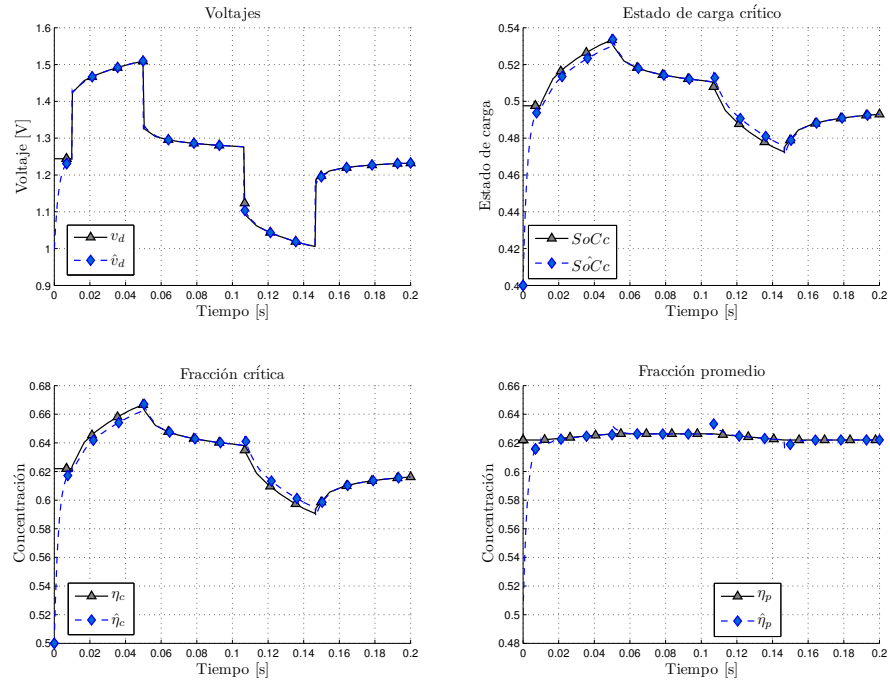 Voltajes
1.6
1.5
1.4
1.3
1.2
1.1
1
0.9
0 0.02 0.04 0.06 0.08 0.1 0.12 0.14 0.16 0.18 0.2
Tiempo [s]
Voltaje [V]
v_d
v̂_d
Estado de carga crítico
0.54
0.52
0.5
0.48
0.46
0.44
0.42
0.4
0 0.02 0.04 0.06 0.08 0.1 0.12 0.14 0.16 0.18 0.2
Tiempo [s]
Estado de carga
SoCc
SôCc
Fracción crítica
0.68
0.66
0.64
0.62
0.6
0.58
0.56
0.54
0.52
0.5
0 0.02 0.04 0.06 0.08 0.1 0.12 0.14 0.16 0.18 0.2
Tiempo [s]
Concentración
η_c
η̂_c
Fracción promedio
0.66
0.64
0.62
0.6
0.58
0.56
0.54
0.52
0.5
0.48
0 0.02 0.04 0.06 0.08 0.1 0.12 0.14 0.16 0.18 0.2
Tiempo [s]
Concentración
η_p
η̂_p